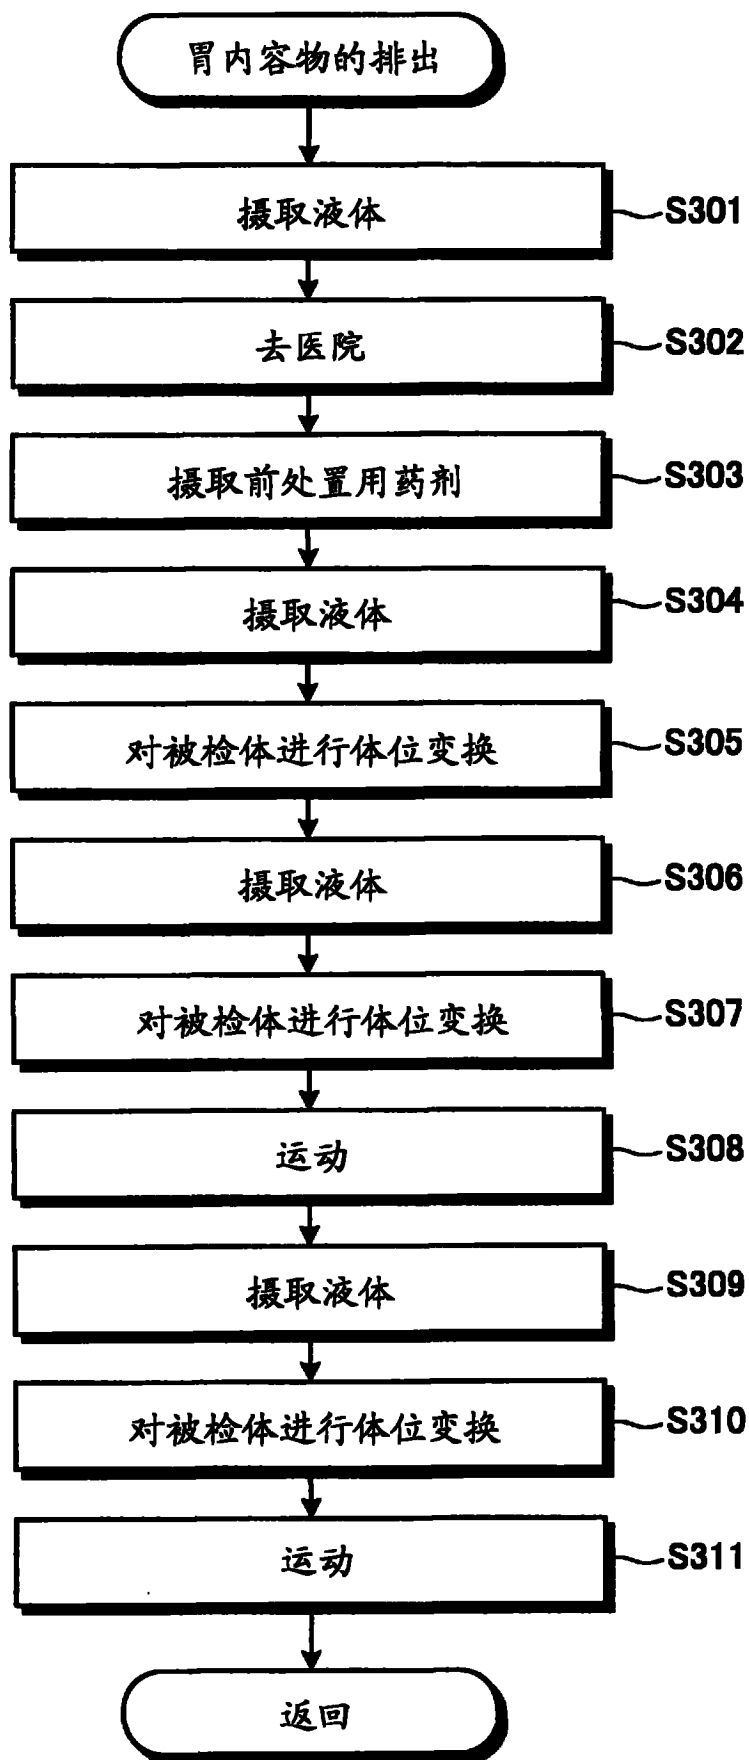 胃内容物的排出
摄取液体 S301
去医院 S302
摄取前处置用药剂 S303
摄取液体 S304
对被检体进行体位变换 S305
摄取液体 S306
对被检体进行体位变换 S307
运动 S308
摄取液体 S309
对被检体进行体位变换 S310
运动 S311
返回